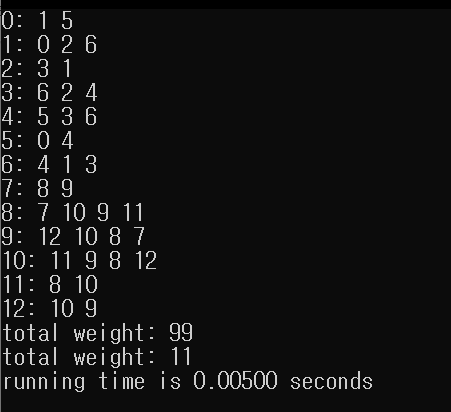 0: 1 5
1: 0 2 6
2: 3 1
3: 6 2 4
4: 5 3 6
5: 0 4
6: 4 1 3
7: 8 9
8: 7 10 9 11
9: 12 10 8 7
10: 11 9 8 12
11: 8 10
12: 10 9
total weight: 99
total weight: 11
running time is 0.00500 seconds